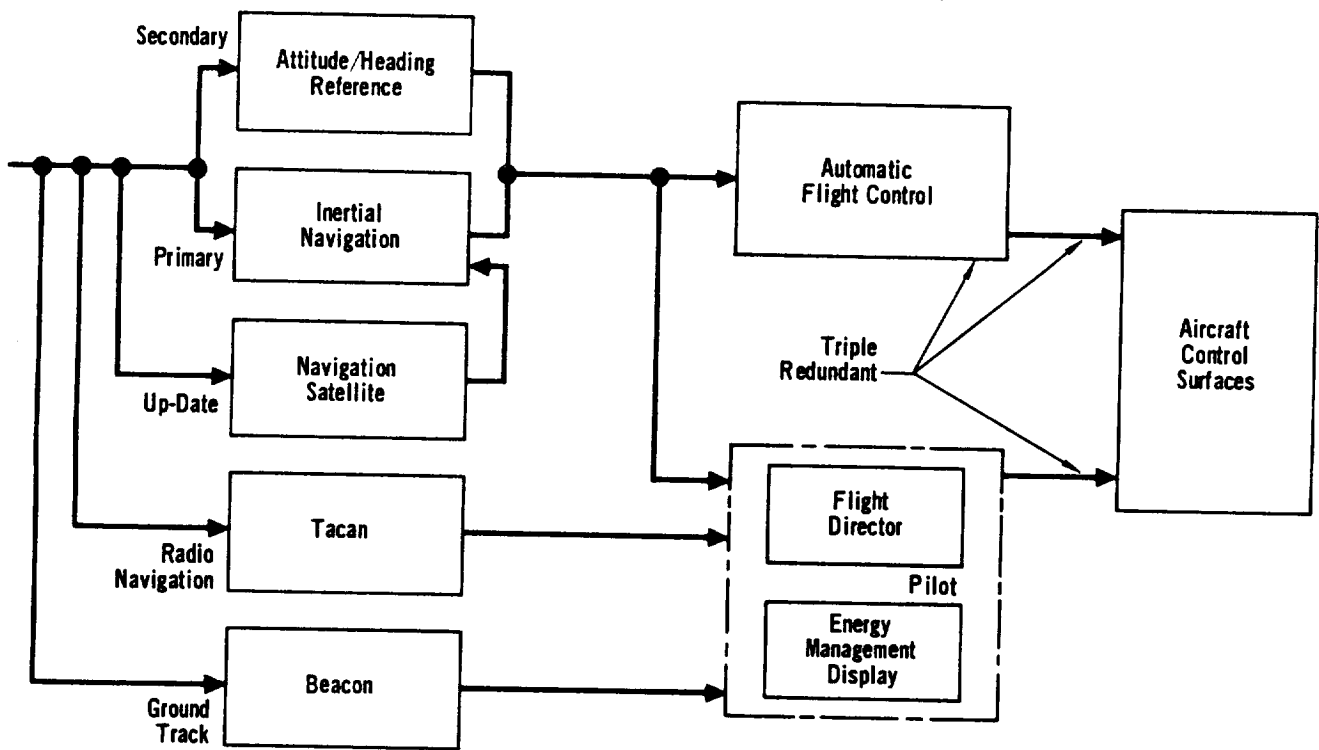 Secondary
Attitude/Heading
Reference
Primary
Inertial
Navigation
Up-Date
Navigation
Satellite
Radio
Navigation
Tacan
Ground
Track
Beacon
Automatic
Flight Control
Triple
Redundant
Flight
Director
Pilot
Energy
Management
Display
Aircraft
Control
Surfaces